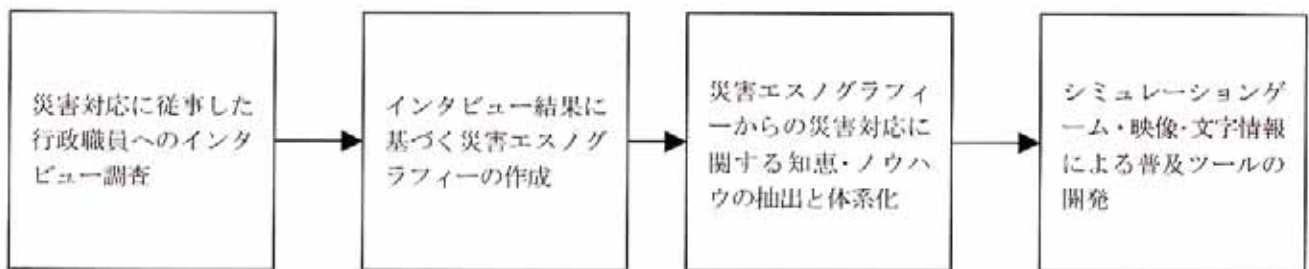 災害対応に従事した
行政職員へのインタ
ビュー調査
インタビュー結果に
基づく災害エスノグ
ラフィーの作成
災害エスノグラフィ
ーからの災害対応に
関する知恵・ノウハ
ウの抽出と体系化
シミュレーションゲ
ーム・映像・文字情報
による普及ツールの
開発